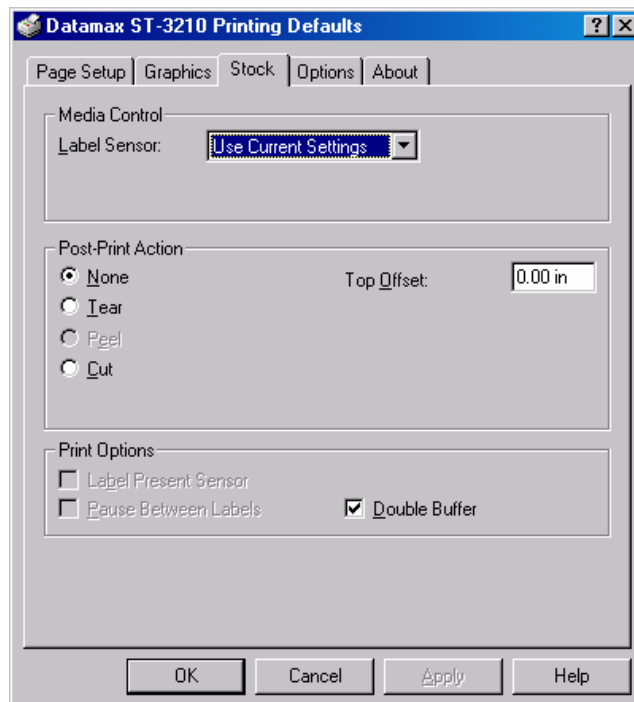 Datamax ST-3210 Printing Defaults
Page Setup Graphics Stock Options About
Media Control
Label Sensor: Use Current Settings
Post-Print Action
None Top Offset: 0.00 in
Tear
Peel
Cut
Print Options
Label Present Sensor
Pause Between Labels Double Buffer
OK Cancel Apply Help